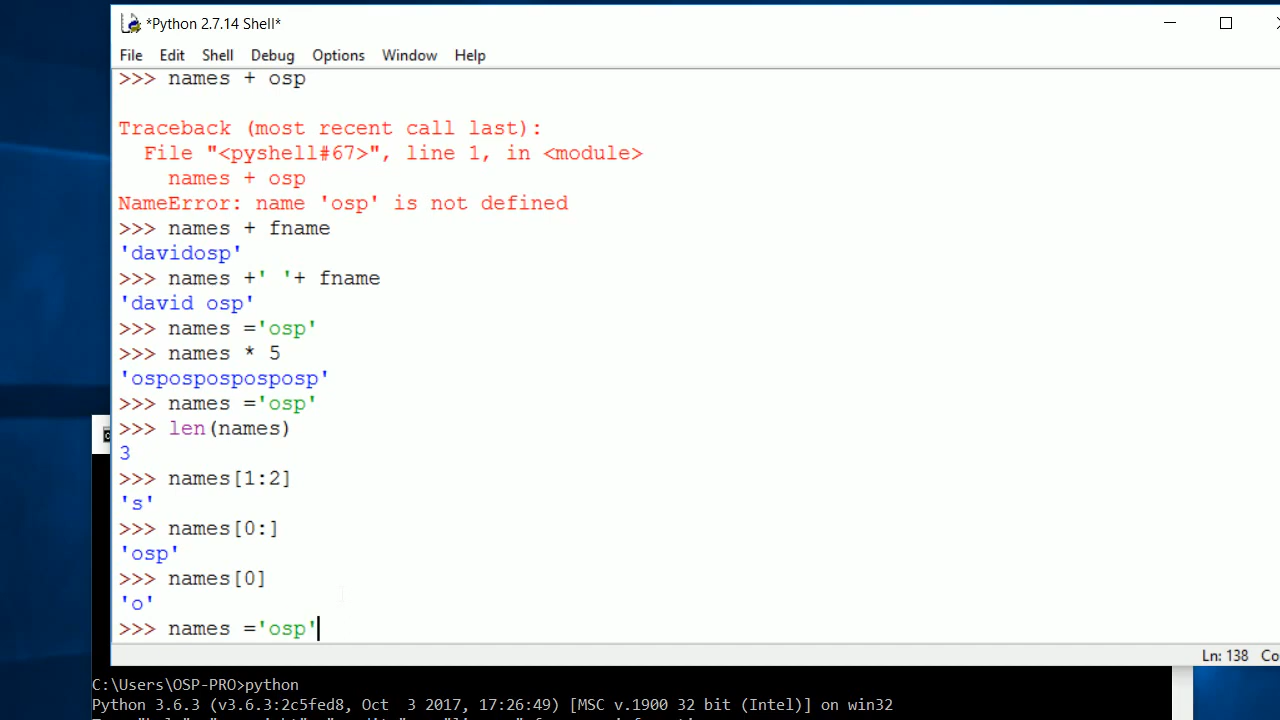 *Python 2.7.14 Shell*
File Edit Shell Debug Options Window Help
>>> names + osp
Traceback (most recent call last):
  File "<pyshell#67>", line 1, in <module>
    names + osp
NameError: name 'osp' is not defined
>>> names + fname
'davidosp'
>>> names +' '+ fname
'david osp'
>>> names ='osp'
>>> names * 5
'osposposposposp'
>>> names ='osp'
>>> len(names)
3
>>> names[1:2]
's'
>>> names[0:]
'osp'
>>> names[0]
'o'
>>> names ='osp'
Ln: 138 Co
C:\Users\OSP-PRO>python
Python 3.6.3 (v3.6.3:2c5fed8, Oct  3 2017, 17:26:49) [MSC v.1900 32 bit (Intel)] on win32